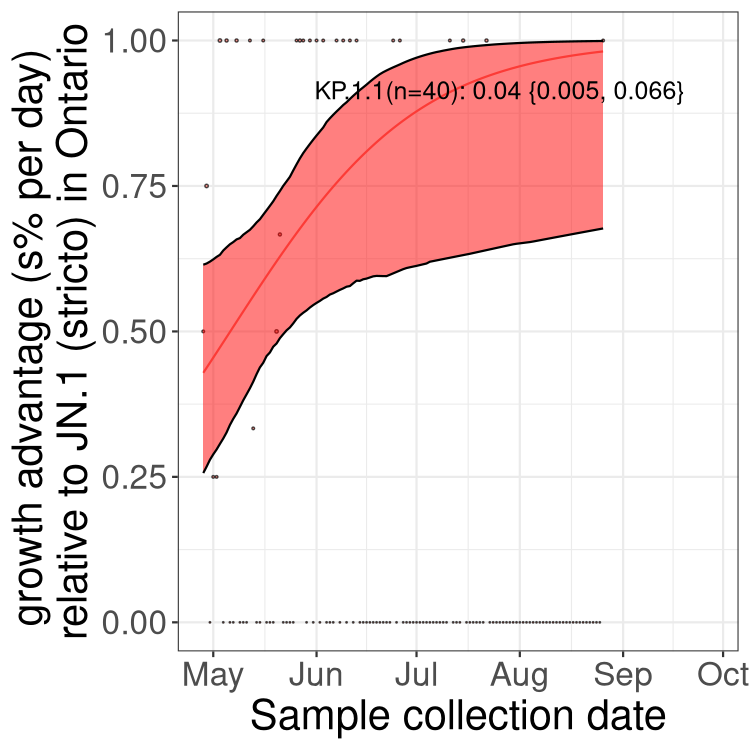 growth advantage (s% per day)
relative to JN.1 (stricto) in Ontario
1.00
0.75
0.50
0.25
0.00
KP.1.1(n=40): 0.04 {0.005, 0.066}
May Jun Jul Aug Sep Oct
Sample collection date